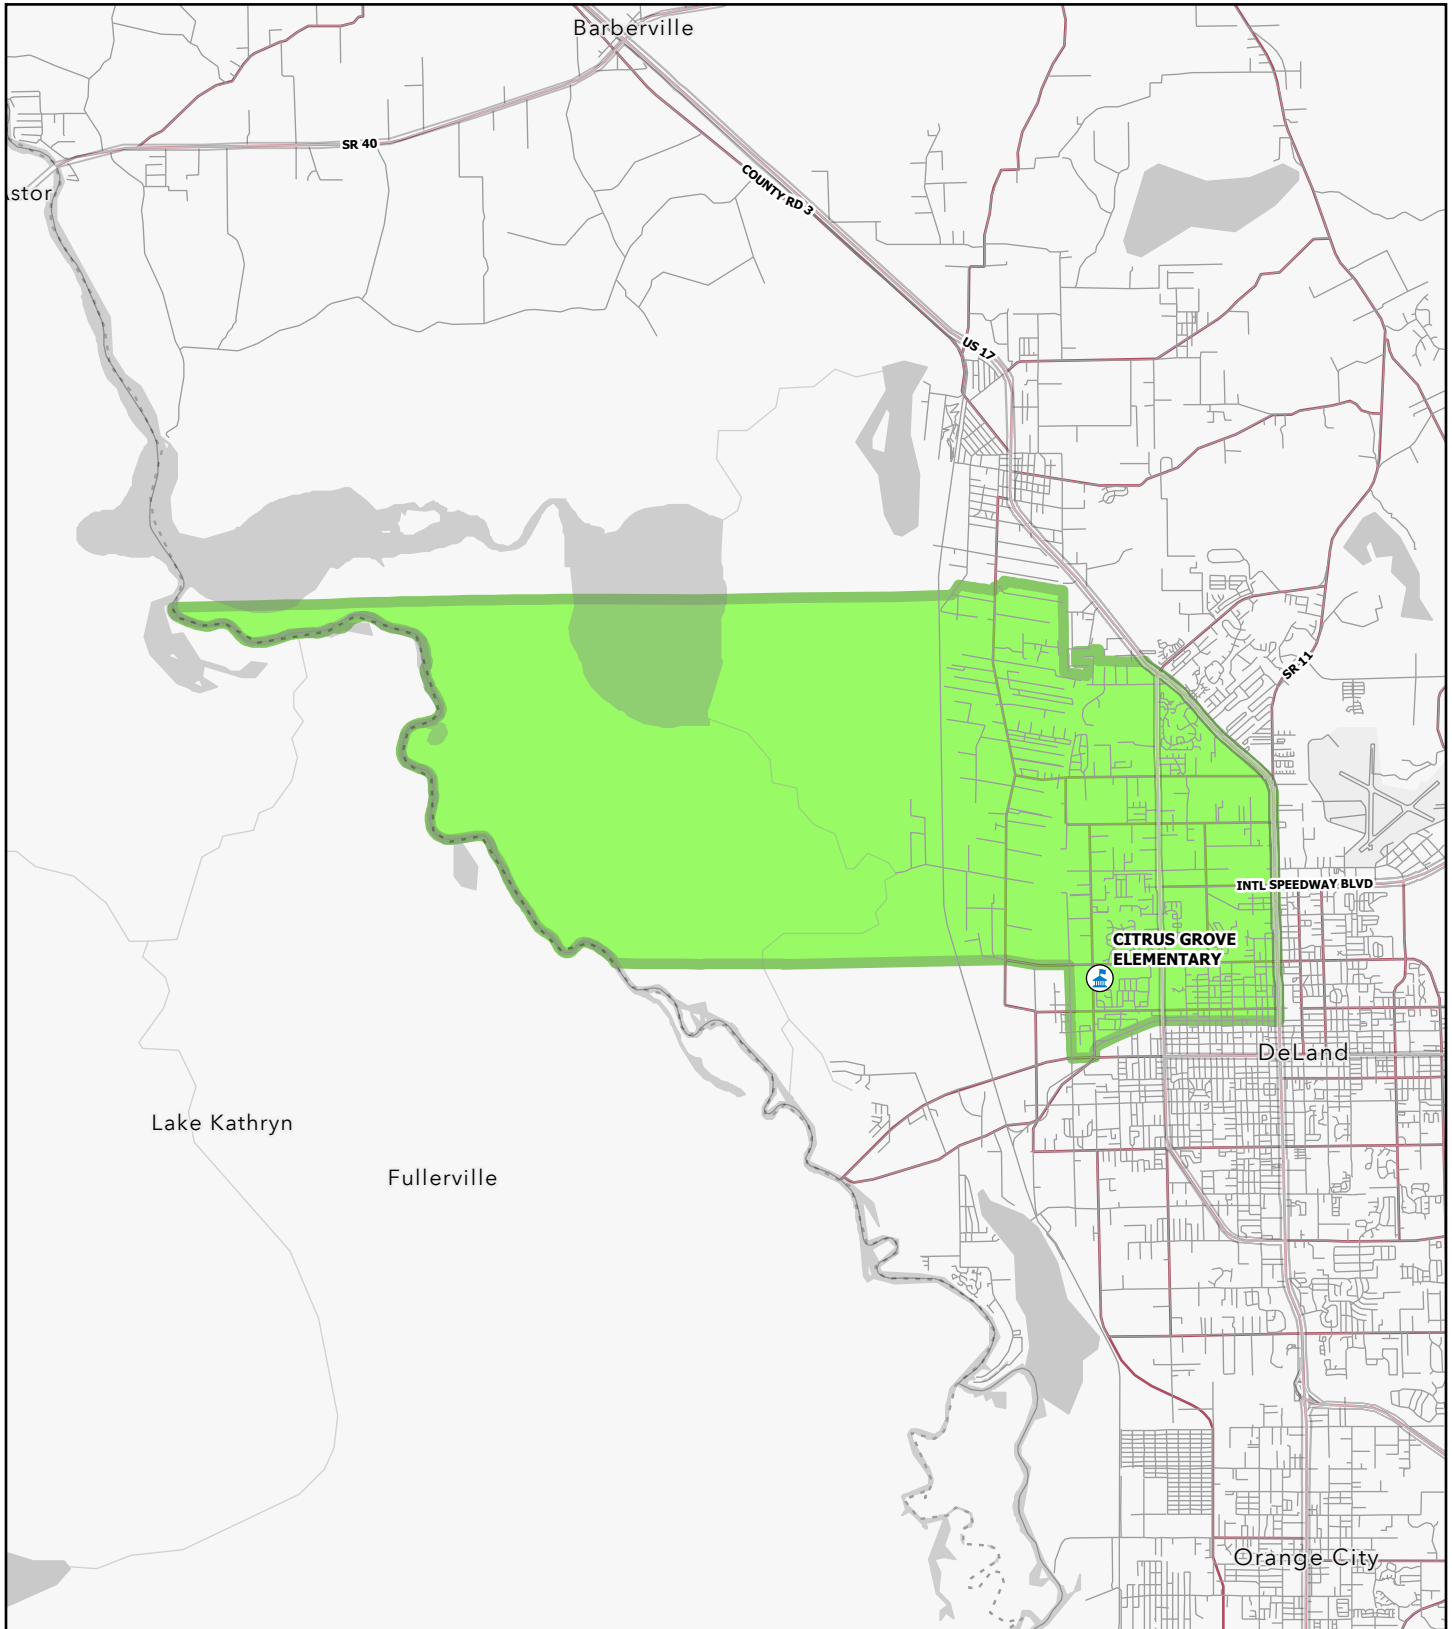 Barberville
SR 40
COUNTY RD 3
stor
US 17
SR 11
INTL SPEEDWAY BLVD
CITRUS GROVE
ELEMENTARY
DeLand
Lake Kathryn
Fullerville
Orange City